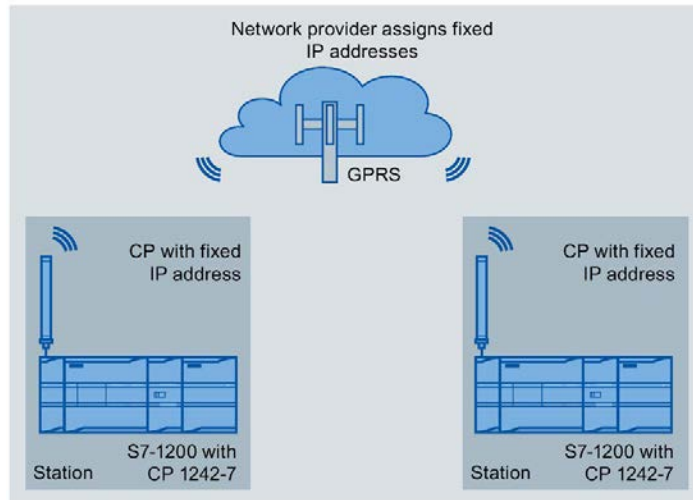 Network provider assigns fixed
IP addresses
GPRS
CP with fixed
IP address
S7-1200 with
CP 1242-7
Station
CP with fixed
IP address
S7-1200 with
CP 1242-7
Station